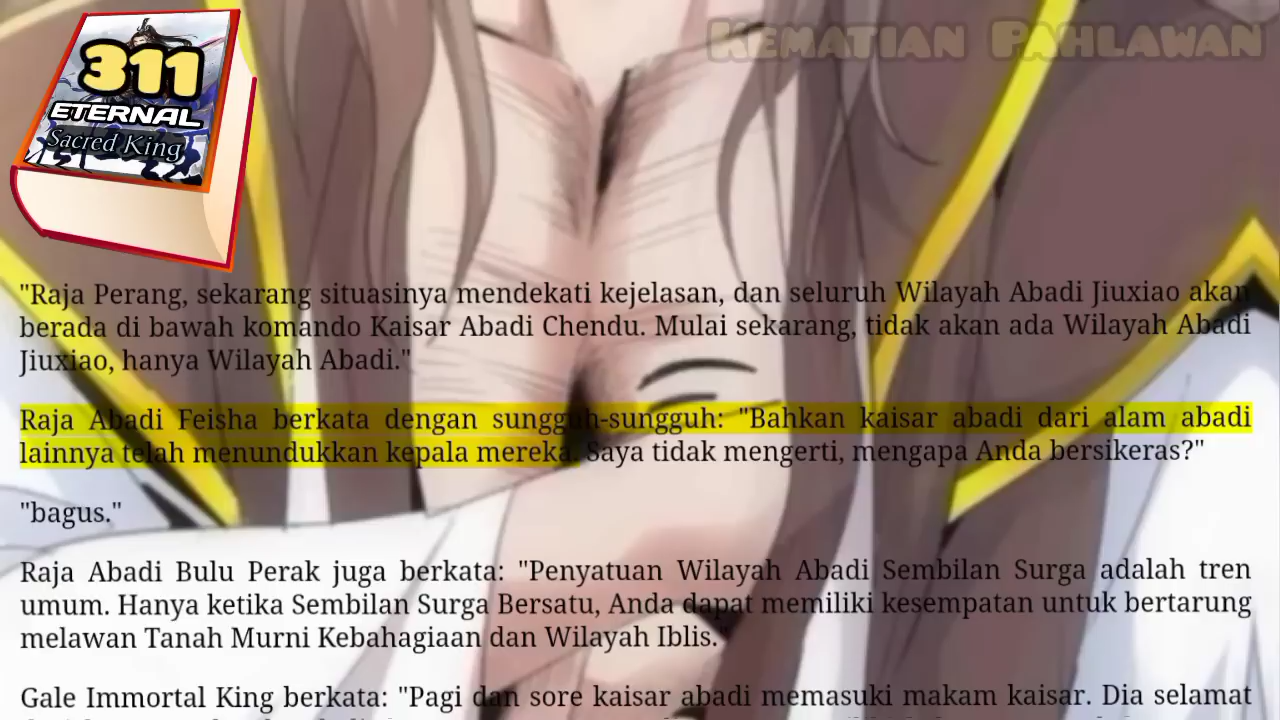 311
ETERNAL
Sacred King
KEMATIAN PAHLAWAN
"Raja Perang, sekarang situasinya mendekati kejelasan, dan seluruh Wilayah Abadi Jiuxiao akan
berada di bawah komando Kaisar Abadi Chendu. Mulai sekarang, tidak akan ada Wilayah Abadi
Jiuxiao, hanya Wilayah Abadi."
Raja Abadi Feisha berkata dengan sungguh-sungguh: "Bahkan kaisar abadi dari alam abadi
lainnya telah menundukkan kepala mereka. Saya tidak mengerti, mengapa Anda bersikeras?"
"bagus."
Raja Abadi Bulu Perak juga berkata: "Penyatuan Wilayah Abadi Sembilan Surga adalah tren
umum. Hanya ketika Sembilan Surga Bersatu, Anda dapat memiliki kesempatan untuk bertarung
melawan Tanah Murni Kebahagiaan dan Wilayah Iblis."
Gale Immortal King berkata: "Pagi dan sore kaisar abadi memasuki makam kaisar. Dia selamat